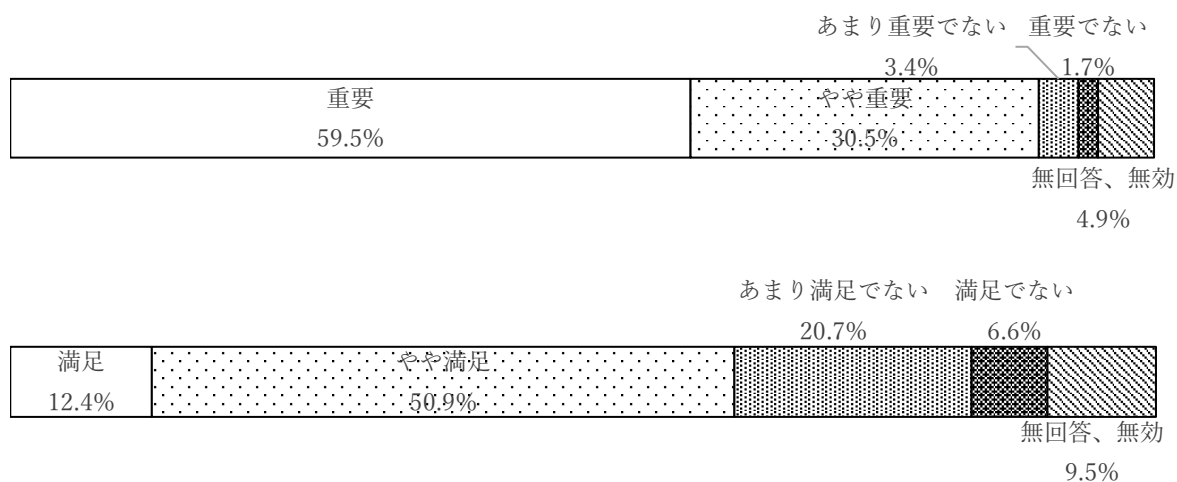 あまり重要でない 重要でない
3.4% 1.7%
重要 やや重要
59.5% 30.5%
無回答、無効
4.9%
あまり満足でない 満足でない
20.7% 6.6%
満足 やや満足
12.4% 50.9%
無回答、無効
9.5%